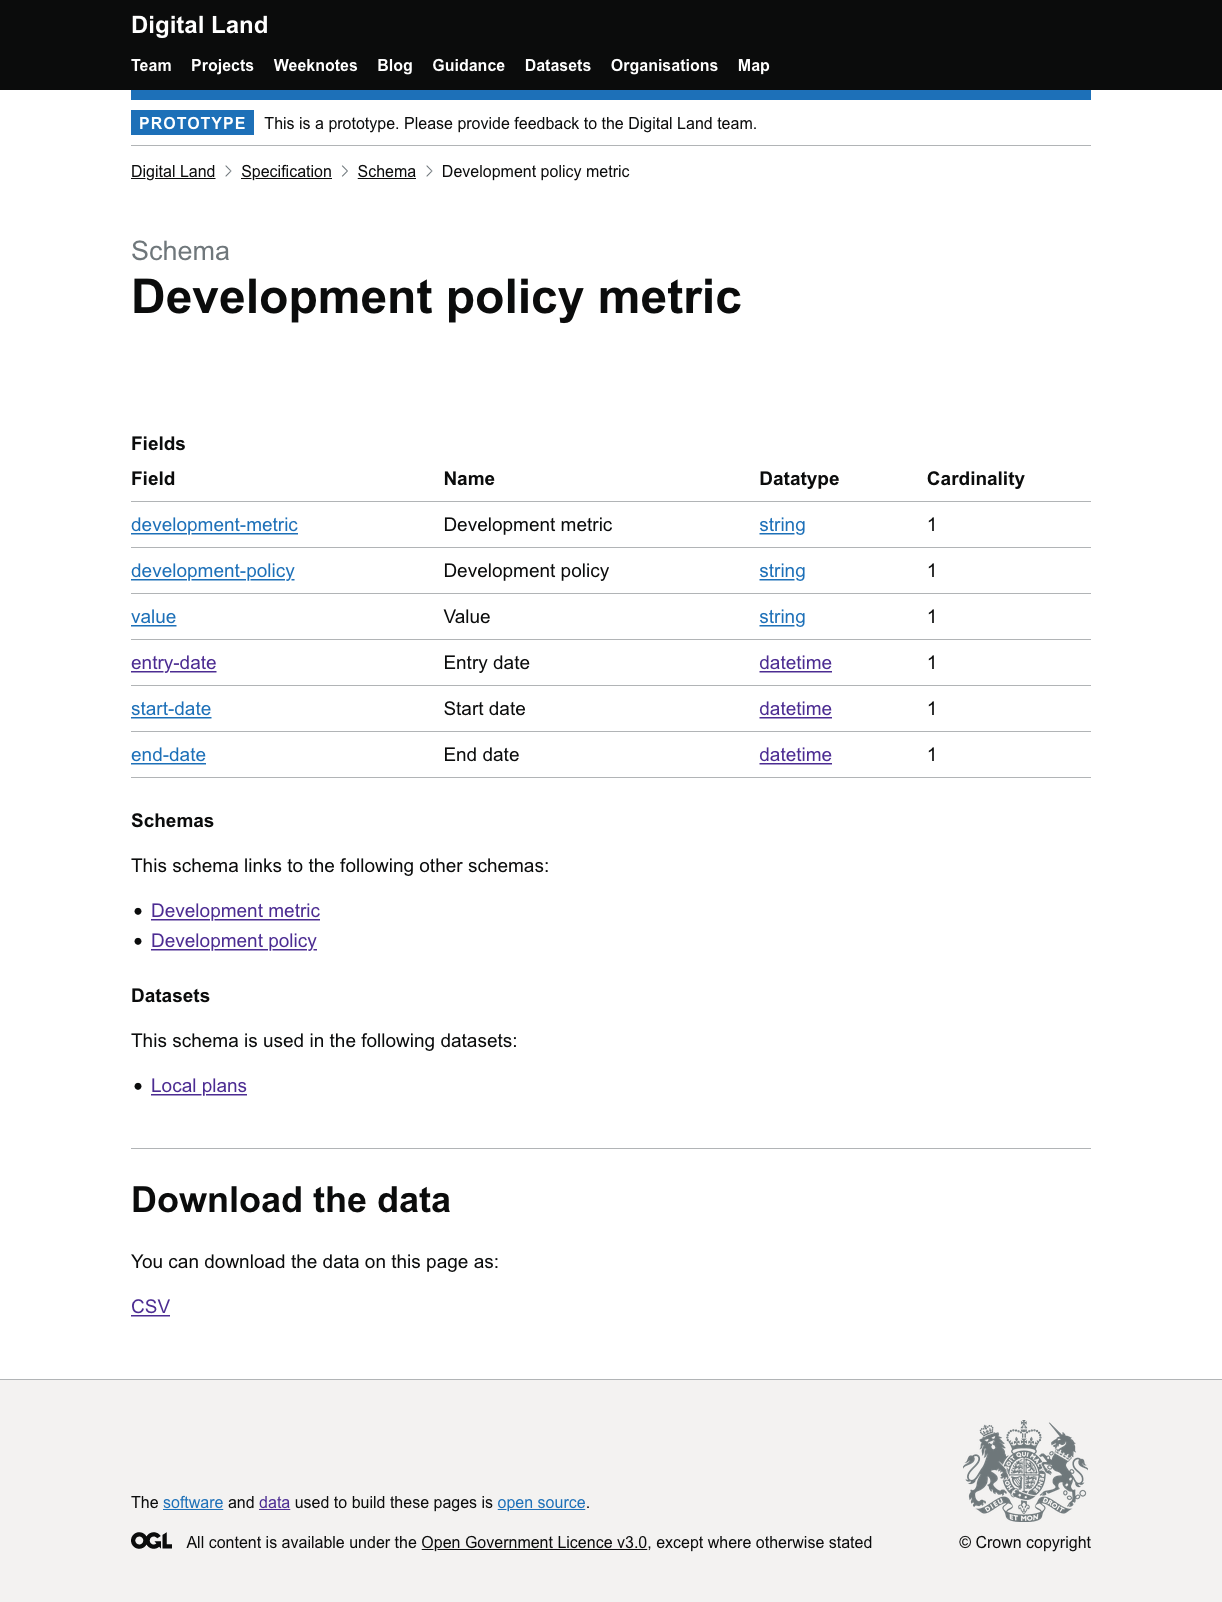 Digital Land
Team Projects Weeknotes Blog Guidance Datasets Organisations Map
PROTOTYPE This is a prototype. Please provide feedback to the Digital Land team.
Digital Land Specification Schema Development policy metric
Schema
Development policy metric
Fields
Field Name Datatype Cardinality
development-metric Development metric string 1
development-policy Development policy string 1
value Value string 1
entry-date Entry date datetime 1
start-date Start date datetime 1
end-date End date datetime 1
Schemas
This schema links to the following other schemas:
• Development metric
• Development policy
Datasets
This schema is used in the following datasets:
• Local plans
Download the data
You can download the data on this page as:
CSV
The software and data used to build these pages is open source.
OGL All content is available under the Open Government Licence v3.0, except where otherwise stated
DIEU ET MON DROIT
© Crown copyright